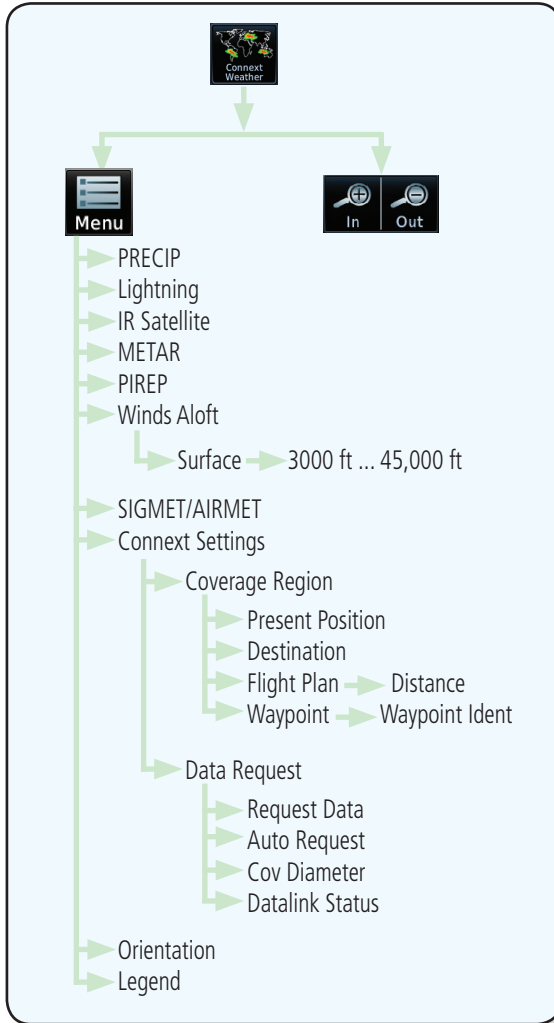 Connext
Weather
Menu
In Out
PRECIP
Lightning
IR Satellite
METAR
PIREP
Winds Aloft
Surface 3000 ft ... 45,000 ft
SIGMET/AIRMET
Connext Settings
Coverage Region
Present Position
Destination
Flight Plan Distance
Waypoint Waypoint Ident
Data Request
Request Data
Auto Request
Cov Diameter
Datalink Status
Orientation
Legend